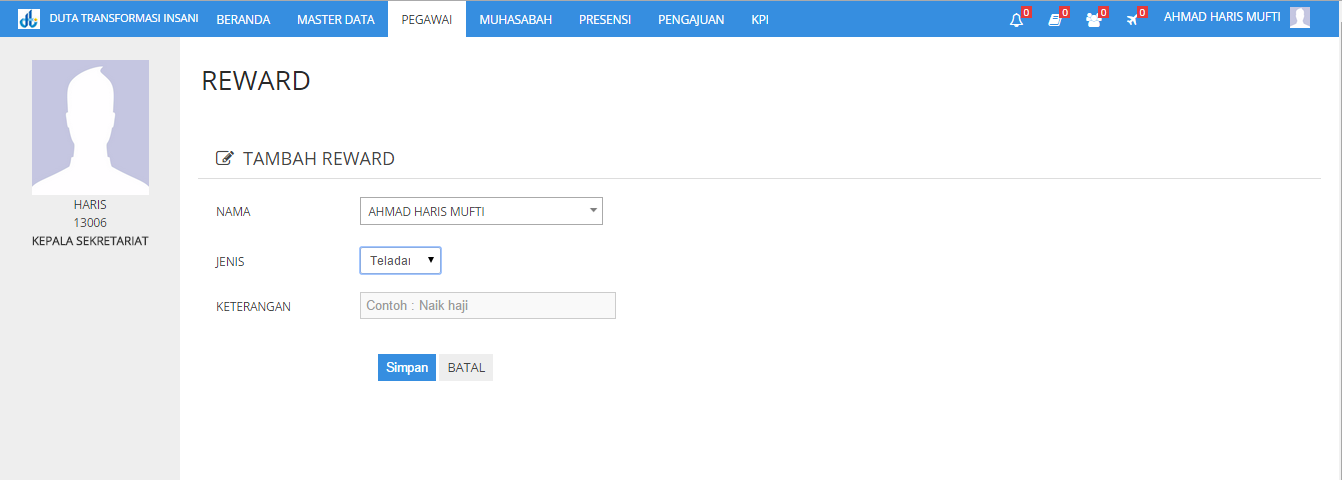 DUTA TRANSFORMASI INSANI BERANDA MASTER DATA PEGAWAI MUHASABAH PRESENSI PENGAJUAN KPI 0 0 0 0 AHMAD HARIS MUFTI
REWARD
TAMBAH REWARD
HARIS
13006
KEPALA SEKRETARIAT
NAMA AHMAD HARIS MUFTI
JENIS Teladan
KETERANGAN Contoh : Naik haji
Simpan BATAL